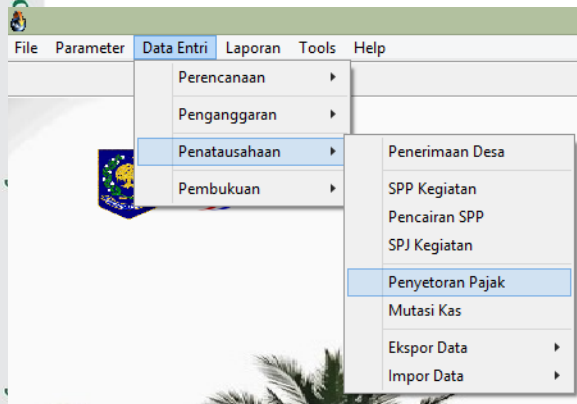 File Parameter Data Entri Laporan Tools Help
Perencanaan
Penganggaran
Penatausahaan
Pembukuan
Penerimaan Desa
SPP Kegiatan
Pencairan SPP
SPJ Kegiatan
Penyetoran Pajak
Mutasi Kas
Ekspor Data
Impor Data